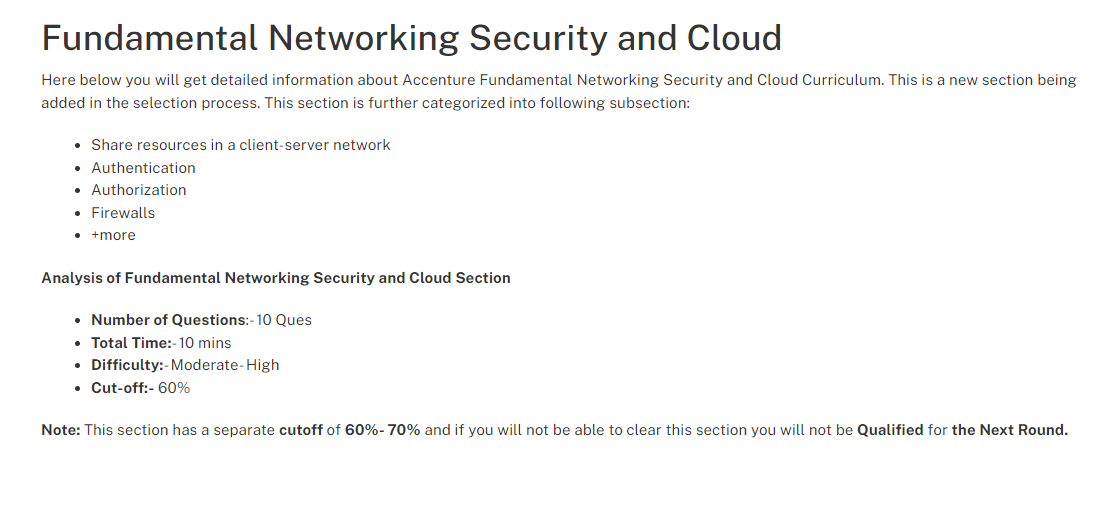 Fundamental Networking Security and Cloud
Here below you will get detailed information about Accenture Fundamental Networking Security and Cloud Curriculum. This is a new section being
added in the selection process. This section is further categorized into following subsection:
• Share resources in a client-server network
• Authentication
• Authorization
• Firewalls
• +more
Analysis of Fundamental Networking Security and Cloud Section
• Number of Questions:- 10 Ques
• Total Time:- 10 mins
• Difficulty:- Moderate- High
• Cut-off:- 60%
Note: This section has a separate cutoff of 60%- 70% and if you will not be able to clear this section you will not be Qualified for the Next Round.